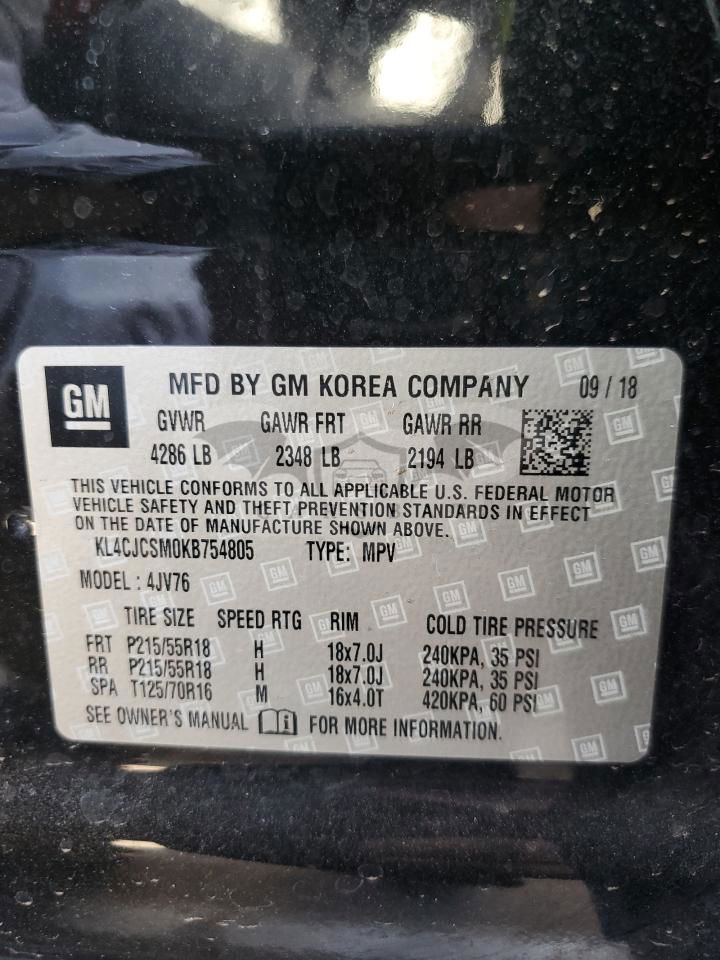 GM
MFD BY GM KOREA COMPANY 09 / 18
GVWR GAWR FRT GAWR RR
4286 LB 2348 LB 2194 LB
THIS VEHICLE CONFORMS TO ALL APPLICABLE U.S. FEDERAL MOTOR
VEHICLE SAFETY AND THEFT PREVENTION STANDARDS IN EFFECT
ON THE DATE OF MANUFACTURE SHOWN ABOVE.
KL4CJCSM0KB754805 TYPE: MPV
MODEL : 4JV76
TIRE SIZE SPEED RTG RIM COLD TIRE PRESSURE
FRT P215/55R18 H 18x7.0J 240KPA, 35 PSI
RR P215/55R18 H 18x7.0J 240KPA, 35 PSI
SPA T125/70R16 M 16x4.0T 420KPA, 60 PSI
SEE OWNER'S MANUAL FOR MORE INFORMATION.